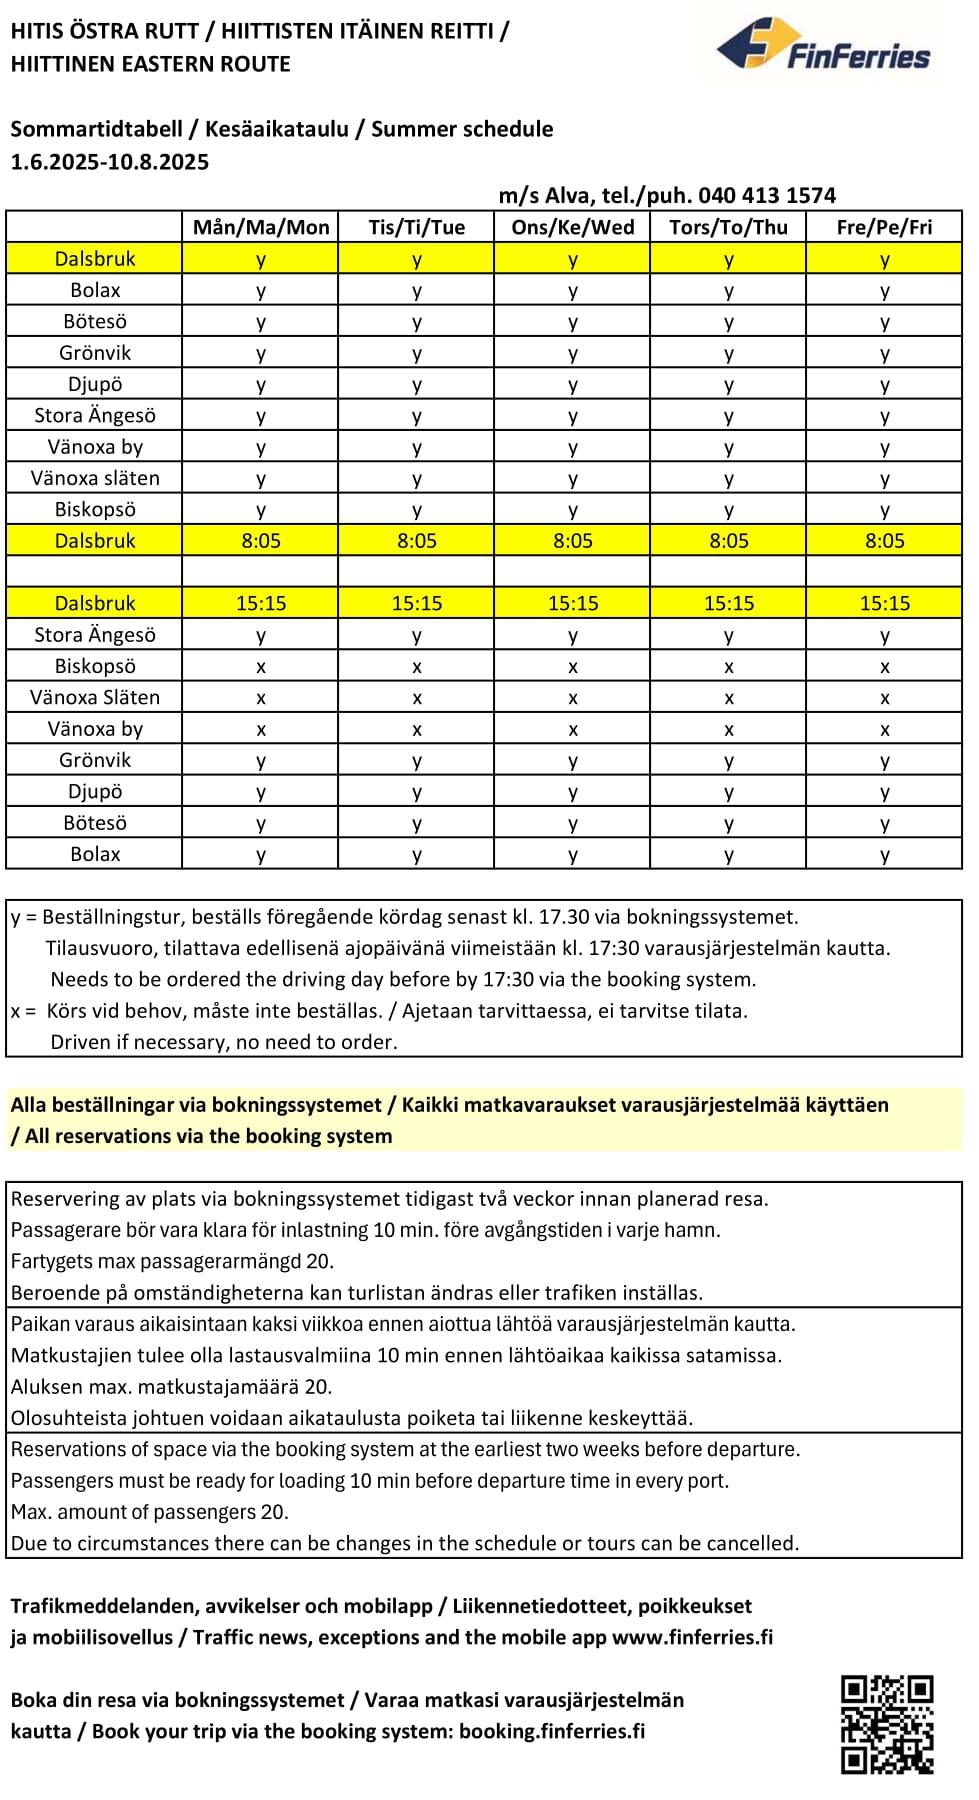 HITIS ÖSTRA RUTT / HIITTISTEN ITÄINEN REITTI /
HIITTINEN EASTERN ROUTE
FinFerries
Sommartidtabell / Kesäaikataulu / Summer schedule
1.6.2025-10.8.2025
m/s Alva, tel./puh. 040 413 1574
Mån/Ma/Mon Tis/Ti/Tue Ons/Ke/Wed Tors/To/Thu Fre/Pe/Fri
Dalsbruk y y y y y
Bolax y y y y y
Bötesö y y y y y
Grönvik y y y y y
Djupö y y y y y
Stora Ängesö y y y y y
Vänoxa by y y y y y
Vänoxa släten y y y y y
Biskopsö y y y y y
Dalsbruk 8:05 8:05 8:05 8:05 8:05
Dalsbruk 15:15 15:15 15:15 15:15 15:15
Stora Ängesö y y y y y
Biskopsö x x x x x
Vänoxa Släten x x x x x
Vänoxa by x x x x x
Grönvik y y y y y
Djupö y y y y y
Bötesö y y y y y
Bolax y y y y y
y = Beställningstur, beställs föregående kördag senast kl. 17.30 via bokningssystemet.
Tilausvuoro, tilattava edellisenä ajopäivänä viimeistään kl. 17:30 varausjärjestelmän kautta.
Needs to be ordered the driving day before by 17:30 via the booking system.
x = Körs vid behov, måste inte beställas. / Ajetaan tarvittaessa, ei tarvitse tilata.
Driven if necessary, no need to order.
Alla beställningar via bokningssystemet / Kaikki matkavaraukset varausjärjestelmää käyttäen
/ All reservations via the booking system
Reservering av plats via bokningssystemet tidigast två veckor innan planerad resa.
Passagerare bör vara klara för inlastning 10 min. före avgångstiden i varje hamn.
Fartygets max passagerarmängd 20.
Beroende på omständigheterna kan turlistan ändras eller trafiken inställas.
Paikan varaus aikaisintaan kaksi viikkoa ennen aiottua lähtöä varausjärjestelmän kautta.
Matkustajien tulee olla lastausvalmiina 10 min ennen lähtöaikaa kaikissa satamissa.
Aluksen max. matkustajamäärä 20.
Olosuhteista johtuen voidaan aikataulusta poiketa tai liikenne keskeyttää.
Reservations of space via the booking system at the earliest two weeks before departure.
Passengers must be ready for loading 10 min before departure time in every port.
Max. amount of passengers 20.
Due to circumstances there can be changes in the schedule or tours can be cancelled.
Trafikmeddelanden, avvikelser och mobilapp / Liikennetiedotteet, poikkeukset
ja mobiilisovellus / Traffic news, exceptions and the mobile app www.finferries.fi
Boka din resa via bokningssystemet / Varaa matkasi varausjärjestelmän
kautta / Book your trip via the booking system: booking.finferries.fi